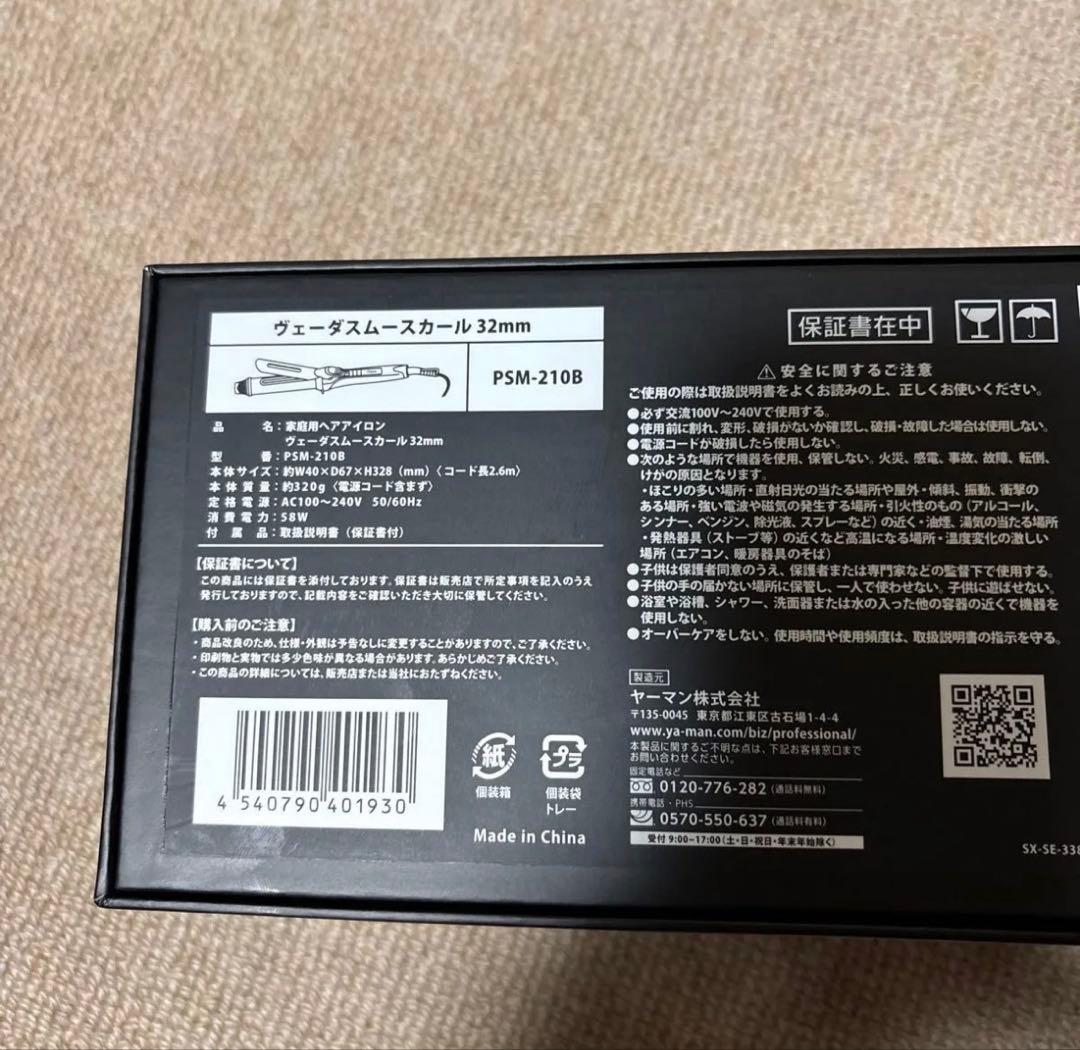 ヴェーダスムースカール 32mm
PSM-210B
品　　名：家庭用ヘアアイロン
ヴェーダスムースカール 32mm
型　　番：PSM-210B
本体サイズ：約W40×D67×H328（mm）〈コード長2.6m〉
本体質量：約320g〈電源コード含まず〉
定格電源：AC100〜240V 50/60Hz
消費電力：58W
付属品：取扱説明書（保証書付）
【保証書について】
この商品には保証書を添付しております。保証書は販売店で所定事項を記入のうえ
発行しておりますので、記載内容をご確認いただき大切に保管してください。
【購入前のご注意】
・商品改良のため、仕様・外観は予告なしに変更することがありますので、ご了承ください。
・印刷物と実物では多少色味が異なる場合があります。あらかじめご了承ください。
・この商品の詳細については、販売店または当社におたずねください。
4 540790 401930
紙
個装箱
プラ
個装袋
トレー
Made in China
保証書在中
⚠安全に関するご注意
ご使用の際は取扱説明書をよくお読みの上、正しくお使いください。
●必ず交流100V〜240Vで使用する。
●使用前に割れ、変形、破損がないか確認し、破損・故障した場合は使用しない。
●電源コードが破損したら使用しない。
●次のような場所で機器を使用、保管しない。火災、感電、事故、故障、転倒、
けがの原因となります。
・ほこりの多い場所・直射日光の当たる場所や屋外・傾斜、振動、衝撃の
ある場所・強い電波や磁気の発生する場所・引火性のもの（アルコール、
シンナー、ベンジン、除光液、スプレーなど）の近く・油煙、湯気の当たる場所
・発熱器具（ストーブ等）の近くなど高温になる場所・温度変化の激しい
場所（エアコン、暖房器具のそば）
●子供は保護者同意のうえ、保護者または専門家などの監督下で使用する。
●子供の手の届かない場所に保管し、一人で使わせない。子供に遊ばせない。
●浴室や浴槽、シャワー、洗面器または水の入った他の容器の近くで機器を
使用しない。
●オーバーケアをしない。使用時間や使用頻度は、取扱説明書の指示を守る。
製造元
ヤーマン株式会社
〒135-0045 東京都江東区古石場1-4-4
www.ya-man.com/biz/professional/
本製品に関するご不明な点は、下記お客様窓口まで
お問い合わせください。
固定電話など
0120-776-282（通話料無料）
携帯電話・PHS
0570-550-637（通話料有料）
受付 9:00〜17:00（土・日・祝日・年末年始除く）
SX-SE-338